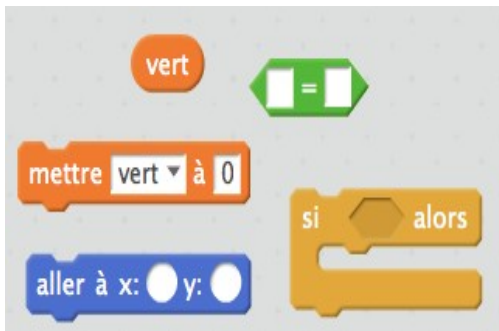 vert
=
mettre vert à 0
si alors
aller à x: y: